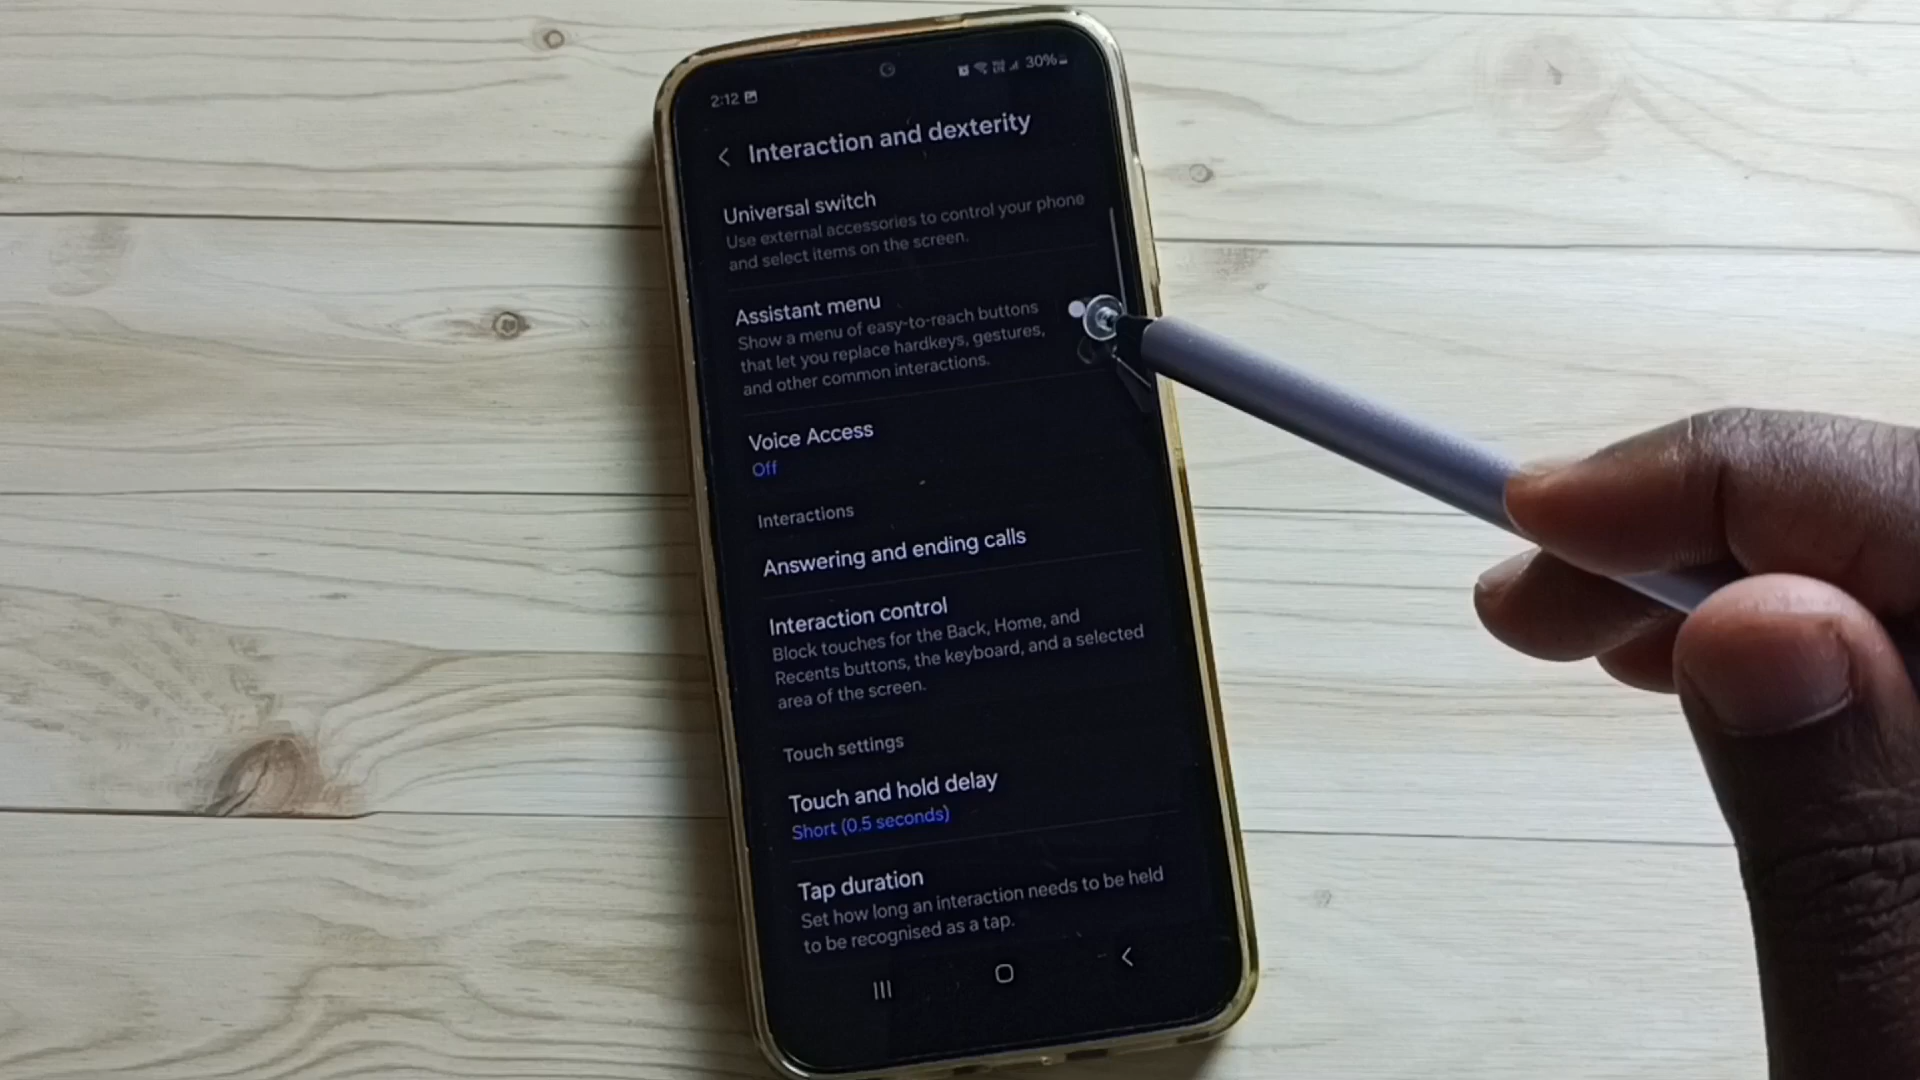 2:12
30%
Interaction and dexterity
Universal switch
Use external accessories to control your phone
and select items on the screen.
Assistant menu
Show a menu of easy-to-reach buttons
that let you replace hardkeys, gestures,
and other common interactions.
Voice Access
Off
Interactions
Answering and ending calls
Interaction control
Block touches for the Back, Home, and
Recents buttons, the keyboard, and a selected
area of the screen.
Touch settings
Touch and hold delay
Short (0.5 seconds)
Tap duration
Set how long an interaction needs to be held
to be recognised as a tap.